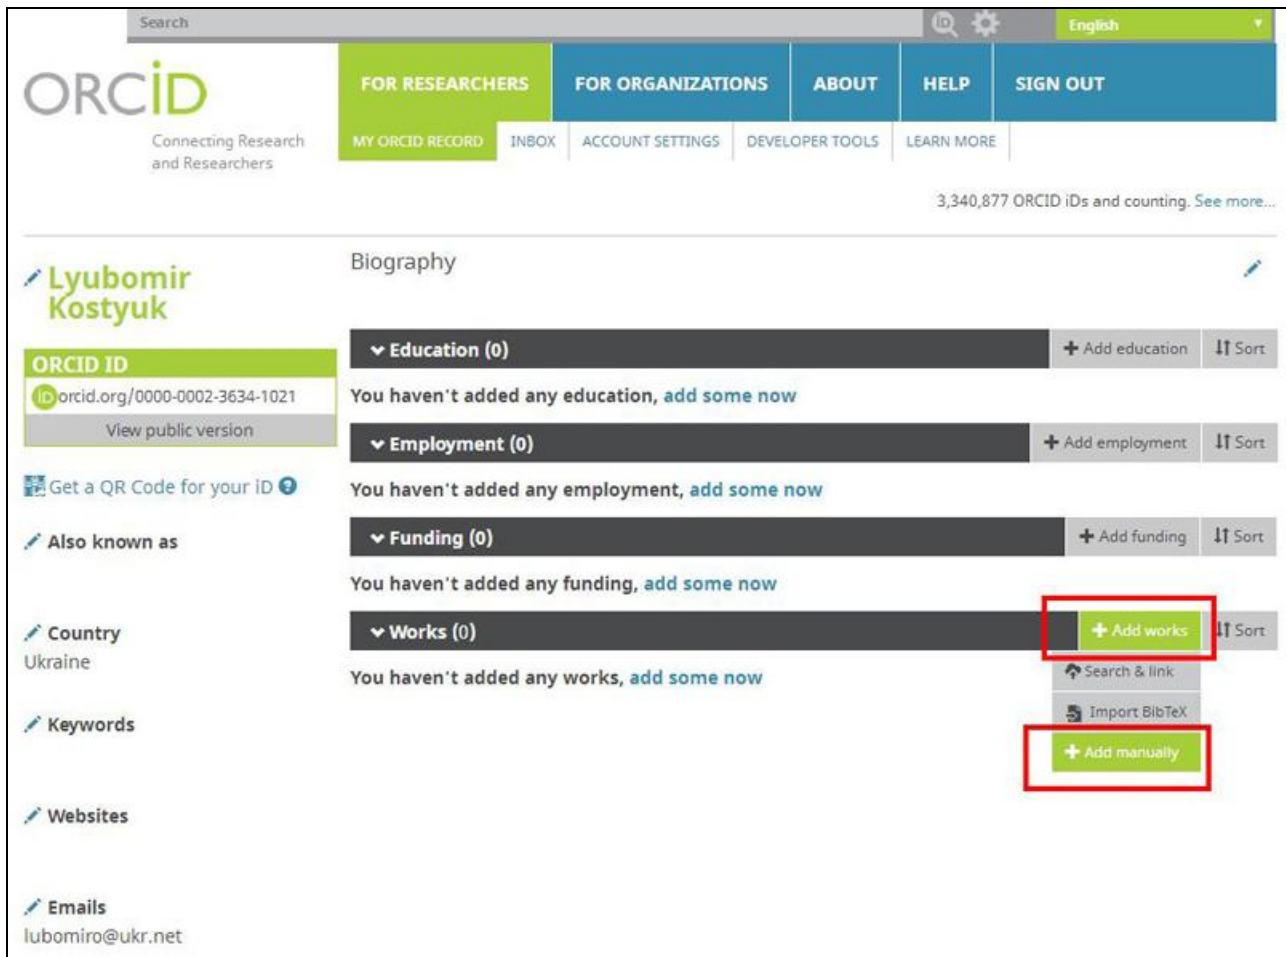 Search
English
ORCID
Connecting Research
and Researchers
FOR RESEARCHERS
FOR ORGANIZATIONS
ABOUT
HELP
SIGN OUT
MY ORCID RECORD
INBOX
ACCOUNT SETTINGS
DEVELOPER TOOLS
LEARN MORE
3,340,877 ORCID iDs and counting. See more...
Lyubomir
Kostyuk
ORCID ID
iD orcid.org/0000-0002-3634-1021
View public version
Get a QR Code for your iD ?
Also known as
Country
Ukraine
Keywords
Websites
Emails
lubomiro@ukr.net
Biography
Education (0)
+ Add education
Sort
You haven't added any education, add some now
Employment (0)
+ Add employment
Sort
You haven't added any employment, add some now
Funding (0)
+ Add funding
Sort
You haven't added any funding, add some now
Works (0)
+ Add works
Sort
You haven't added any works, add some now
Search & link
Import BibTeX
+ Add manually